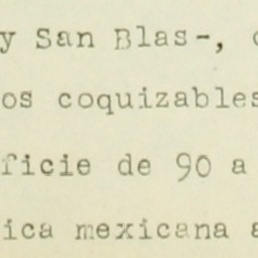 y San Blas-,
os coquizables
ficie de 90 a
ica mexicana a